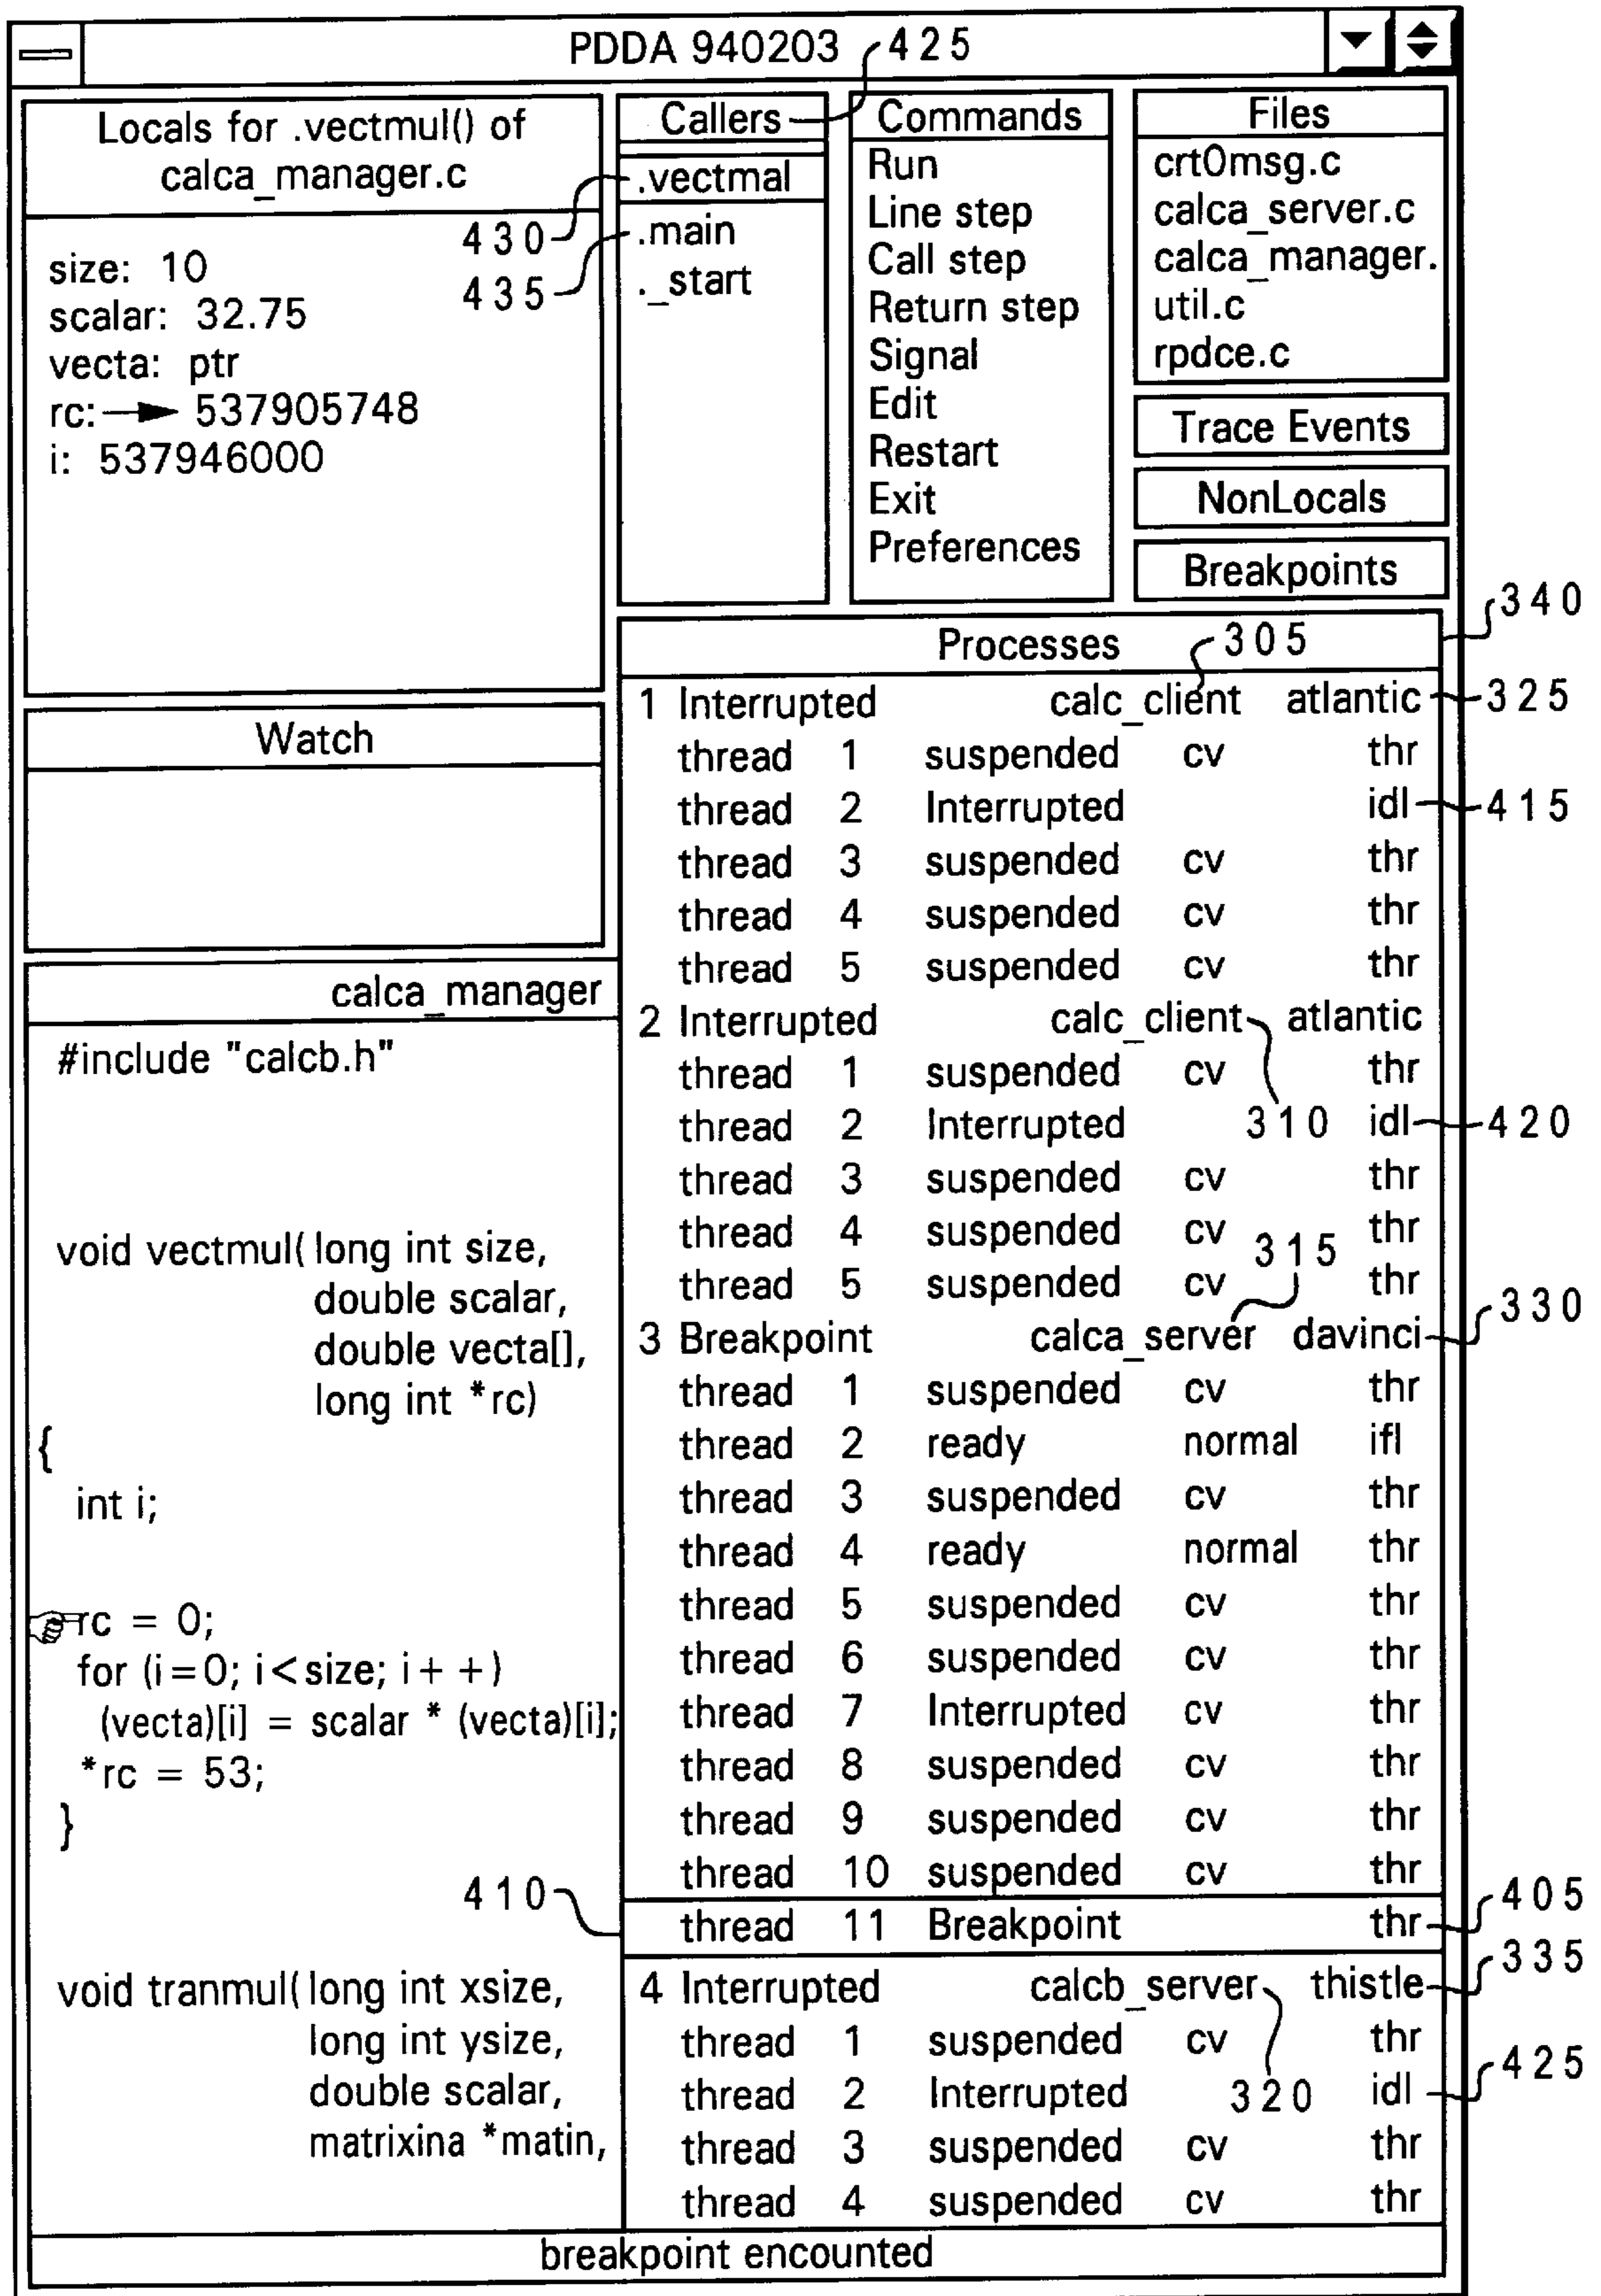 PDDA 940203 425
Locals for .vectmul() of
calca_manager.c
size: 10
scalar: 32.75
vecta: ptr
rc: 537905748
i: 537946000
Callers
.vectmal
430 .main
435 ._start
Commands
Run
Line step
Call step
Return step
Signal
Edit
Restart
Exit
Preferences
Files
crt0msg.c
calca_server.c
calca_manager.
util.c
rpdce.c
Trace Events
NonLocals
Breakpoints
340
Watch
calca_manager
#include "calcb.h"
void vectmul( long int size,
double scalar,
double vecta[],
long int *rc)
{
int i;
rc = 0;
for (i=0; i<size; i++)
(vecta)[i] = scalar * (vecta)[i];
*rc = 53;
}
410
void tranmul( long int xsize,
long int ysize,
double scalar,
matrixina *matin,
Processes 305
1 Interrupted calc_client atlantic 325
thread 1 suspended cv thr
thread 2 Interrupted idl 415
thread 3 suspended cv thr
thread 4 suspended cv thr
thread 5 suspended cv thr
2 Interrupted calc_client atlantic
thread 1 suspended cv thr
thread 2 Interrupted 310 idl 420
thread 3 suspended cv thr
thread 4 suspended cv thr
315
thread 5 suspended cv thr
330
3 Breakpoint calca_server davinci
thread 1 suspended cv thr
thread 2 ready normal ifl
thread 3 suspended cv thr
thread 4 ready normal thr
thread 5 suspended cv thr
thread 6 suspended cv thr
thread 7 Interrupted cv thr
thread 8 suspended cv thr
thread 9 suspended cv thr
thread 10 suspended cv thr
405
thread 11 Breakpoint thr
335
4 Interrupted calcb_server thistle
thread 1 suspended cv thr
425
thread 2 Interrupted 320 idl
thread 3 suspended cv thr
thread 4 suspended cv thr
breakpoint encounted